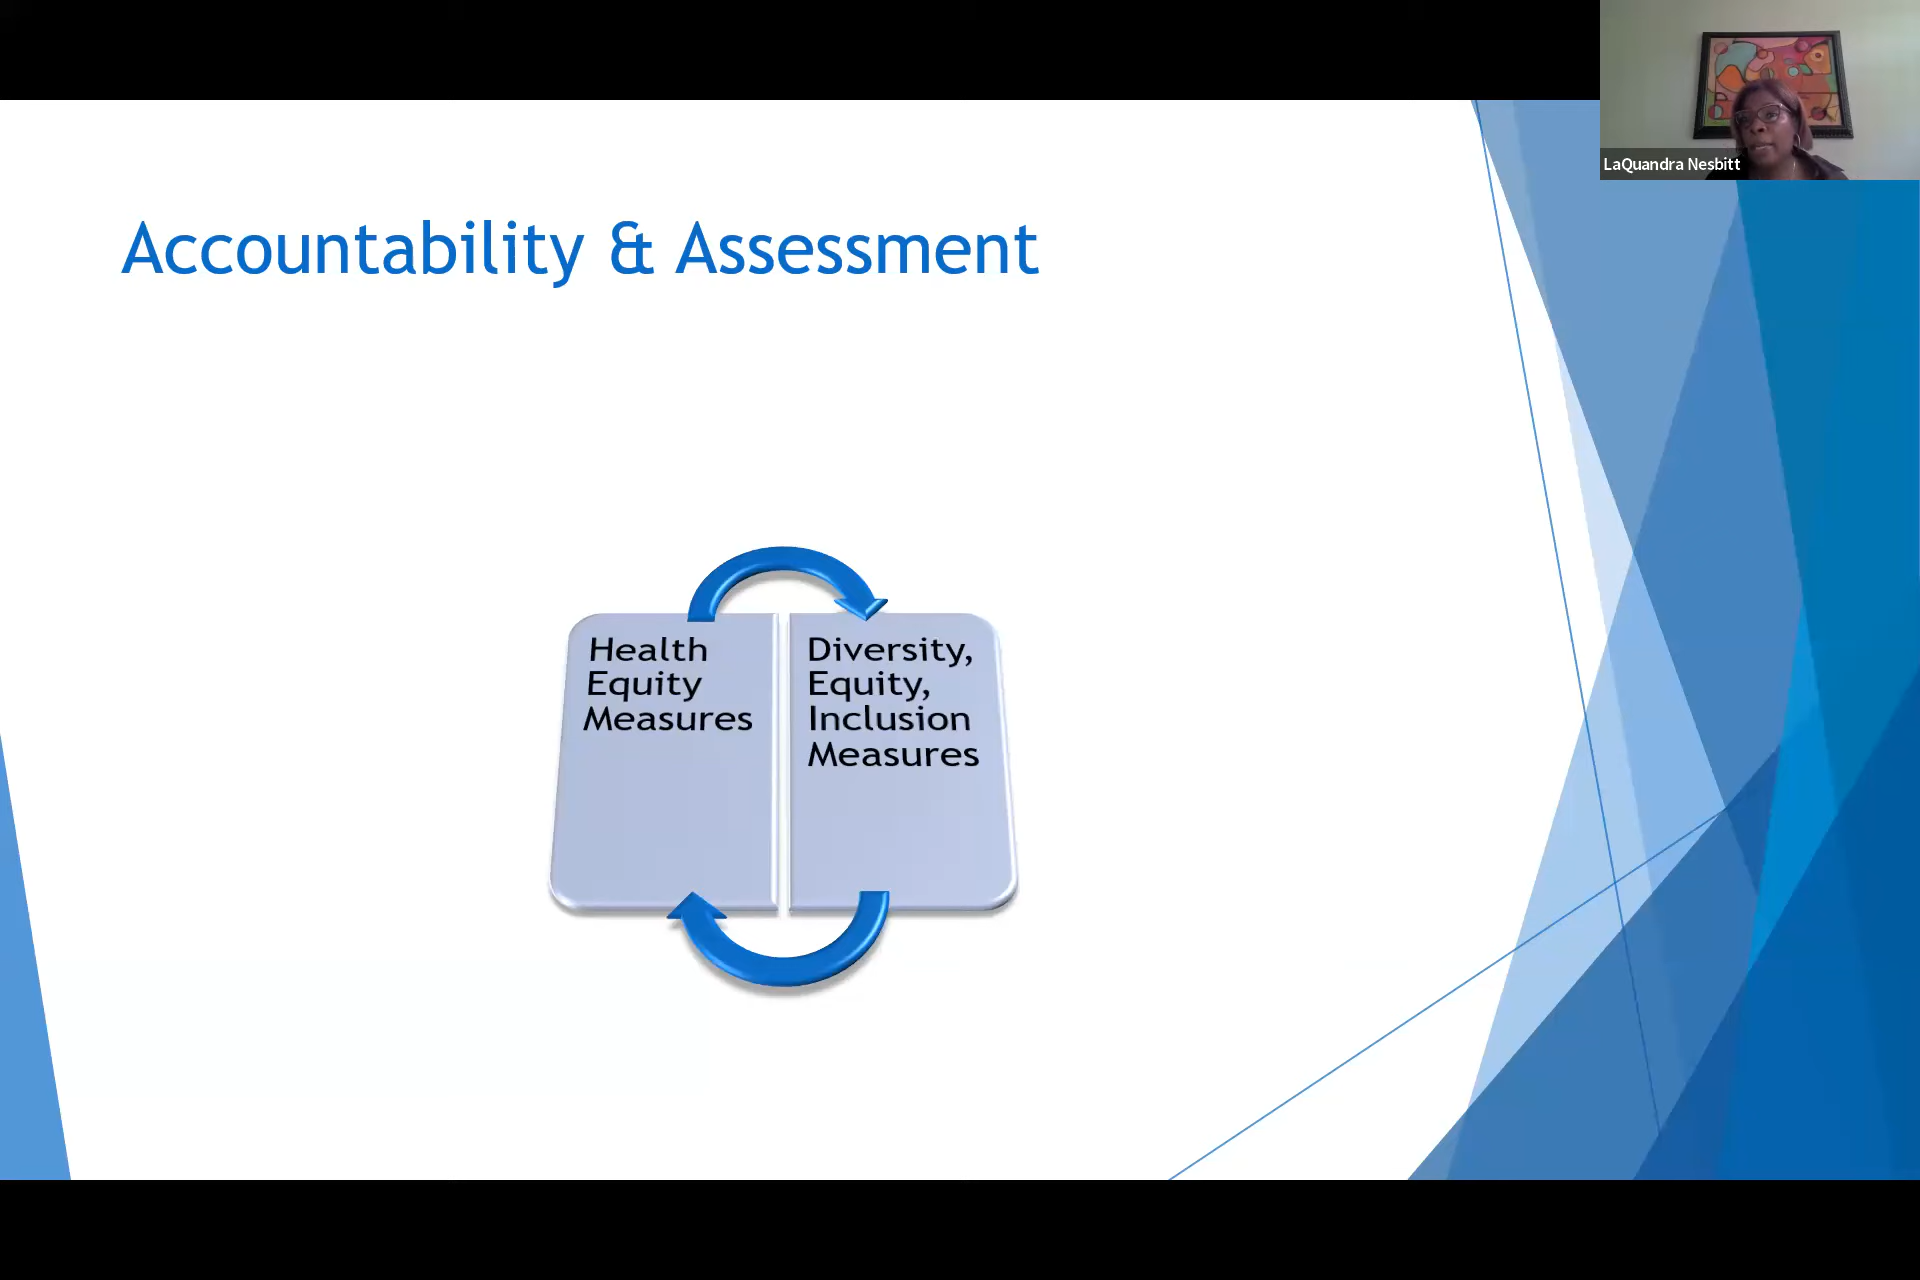 LaQuandra Nesbitt
Accountability & Assessment
Health
Equity
Measures
Diversity,
Equity,
Inclusion
Measures